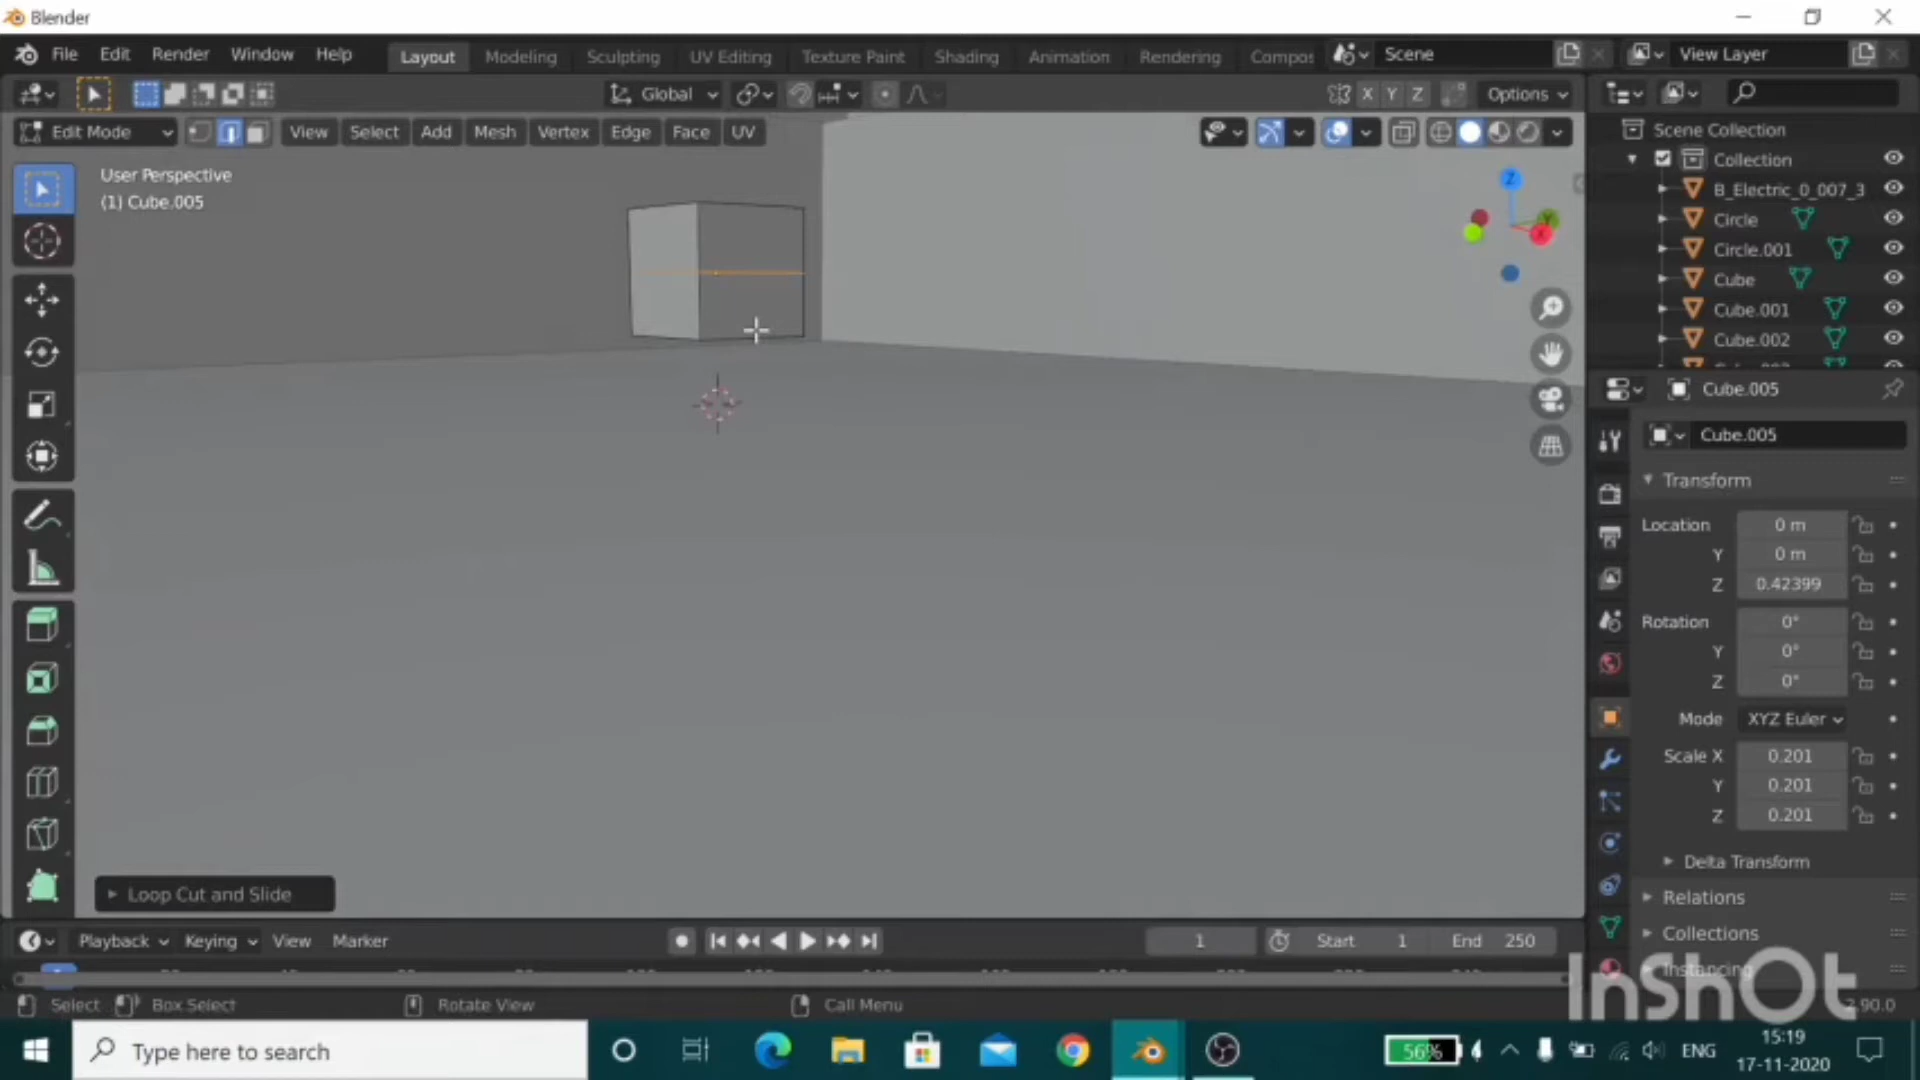 Blender
File Edit Render Window Help Layout Modeling Sculpting UV Editing Texture Paint Shading Animation Rendering Compos Scene View Layer
Global X Y Z Options
Edit Mode View Select Add Mesh Vertex Edge Face UV
User Perspective
(1) Cube.005
Z
Y
X
Scene Collection
Collection
B_Electric_0_007_3
Circle
Circle.001
Cube
Cube.001
Cube.002
Cube.005
Cube.005
Transform
Location 0 m
Y 0 m
Z 0.42399
Rotation 0°
Y 0°
Z 0°
Mode XYZ Euler
Scale X 0.201
Y 0.201
Z 0.201
Delta Transform
Relations
Collections
Instancing
Loop Cut and Slide
Playback Keying View Marker 1 Start 1 End 250
Select Box Select Rotate View Call Menu 2.90.0
InShOt
Type here to search
56% ENG 15:19
17-11-2020